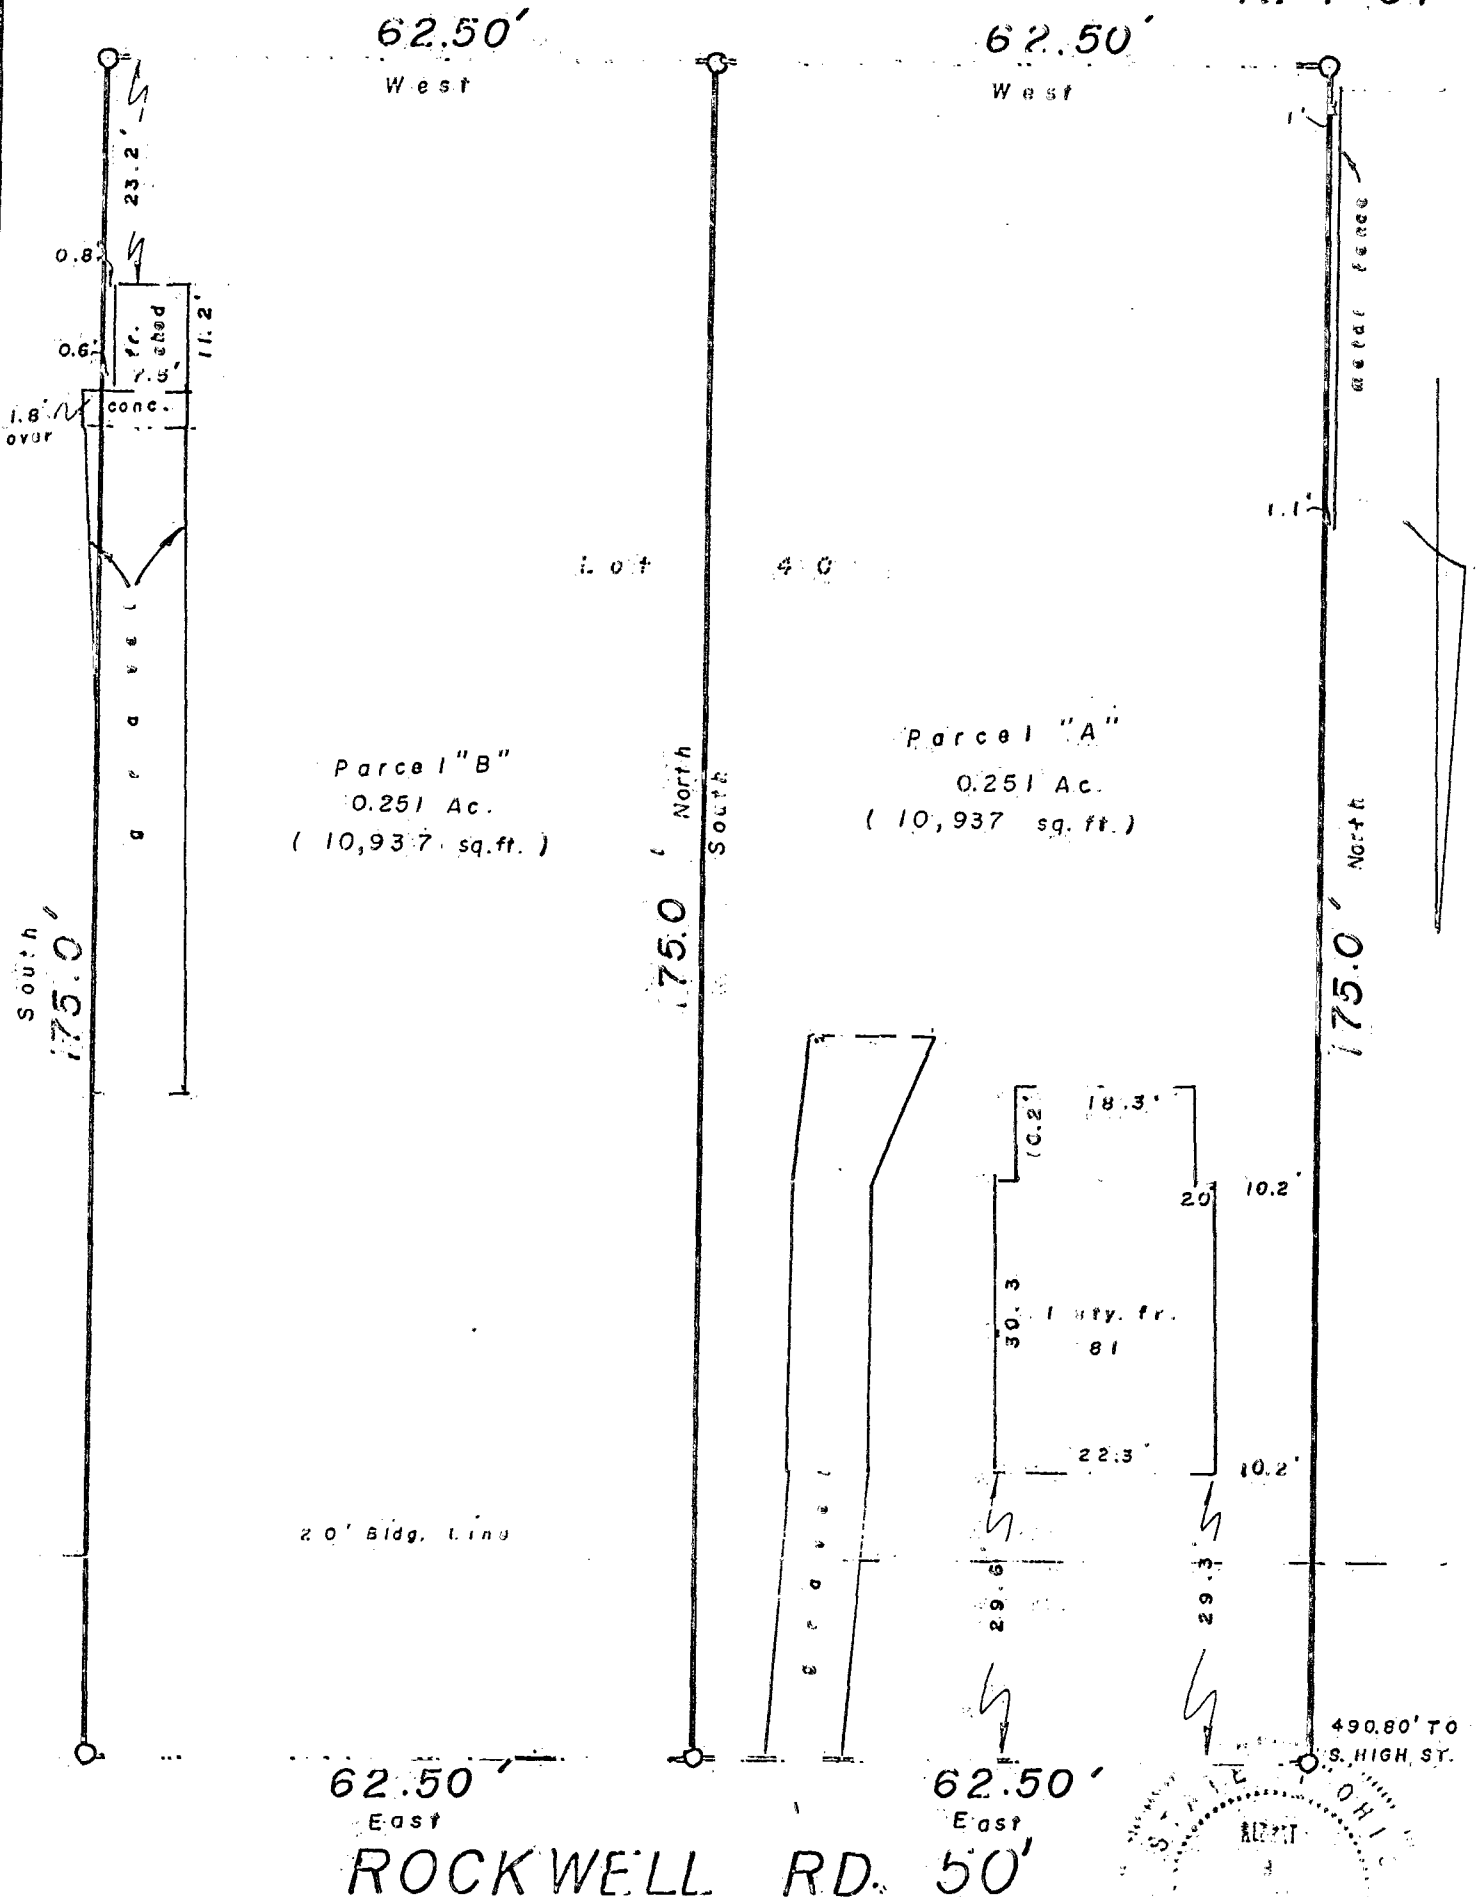 62.50'
62.50'
West
West
23.2'
1'
metal fence
0.8'
0.6'
fr. shed
11.2'
7.5'
conc.
1.8' over
1.1'
Lot 40
gravel
Parcel "B"
0.251 Ac.
( 10,937 sq.ft. )
Parcel "A"
0.251 Ac.
( 10,937 sq. ft. )
North
South
175.0'
North
175.0'
South
175.0'
18.3'
10.2'
20'
10.2'
30.3
1 sty. fr.
81
22.3'
10.2'
20' Bldg. Line
gravel
29.6'
29.3'
490.80' TO
S. HIGH ST.
62.50'
62.50'
East
East
STATE OHIO
ROCKWELL RD. 50'